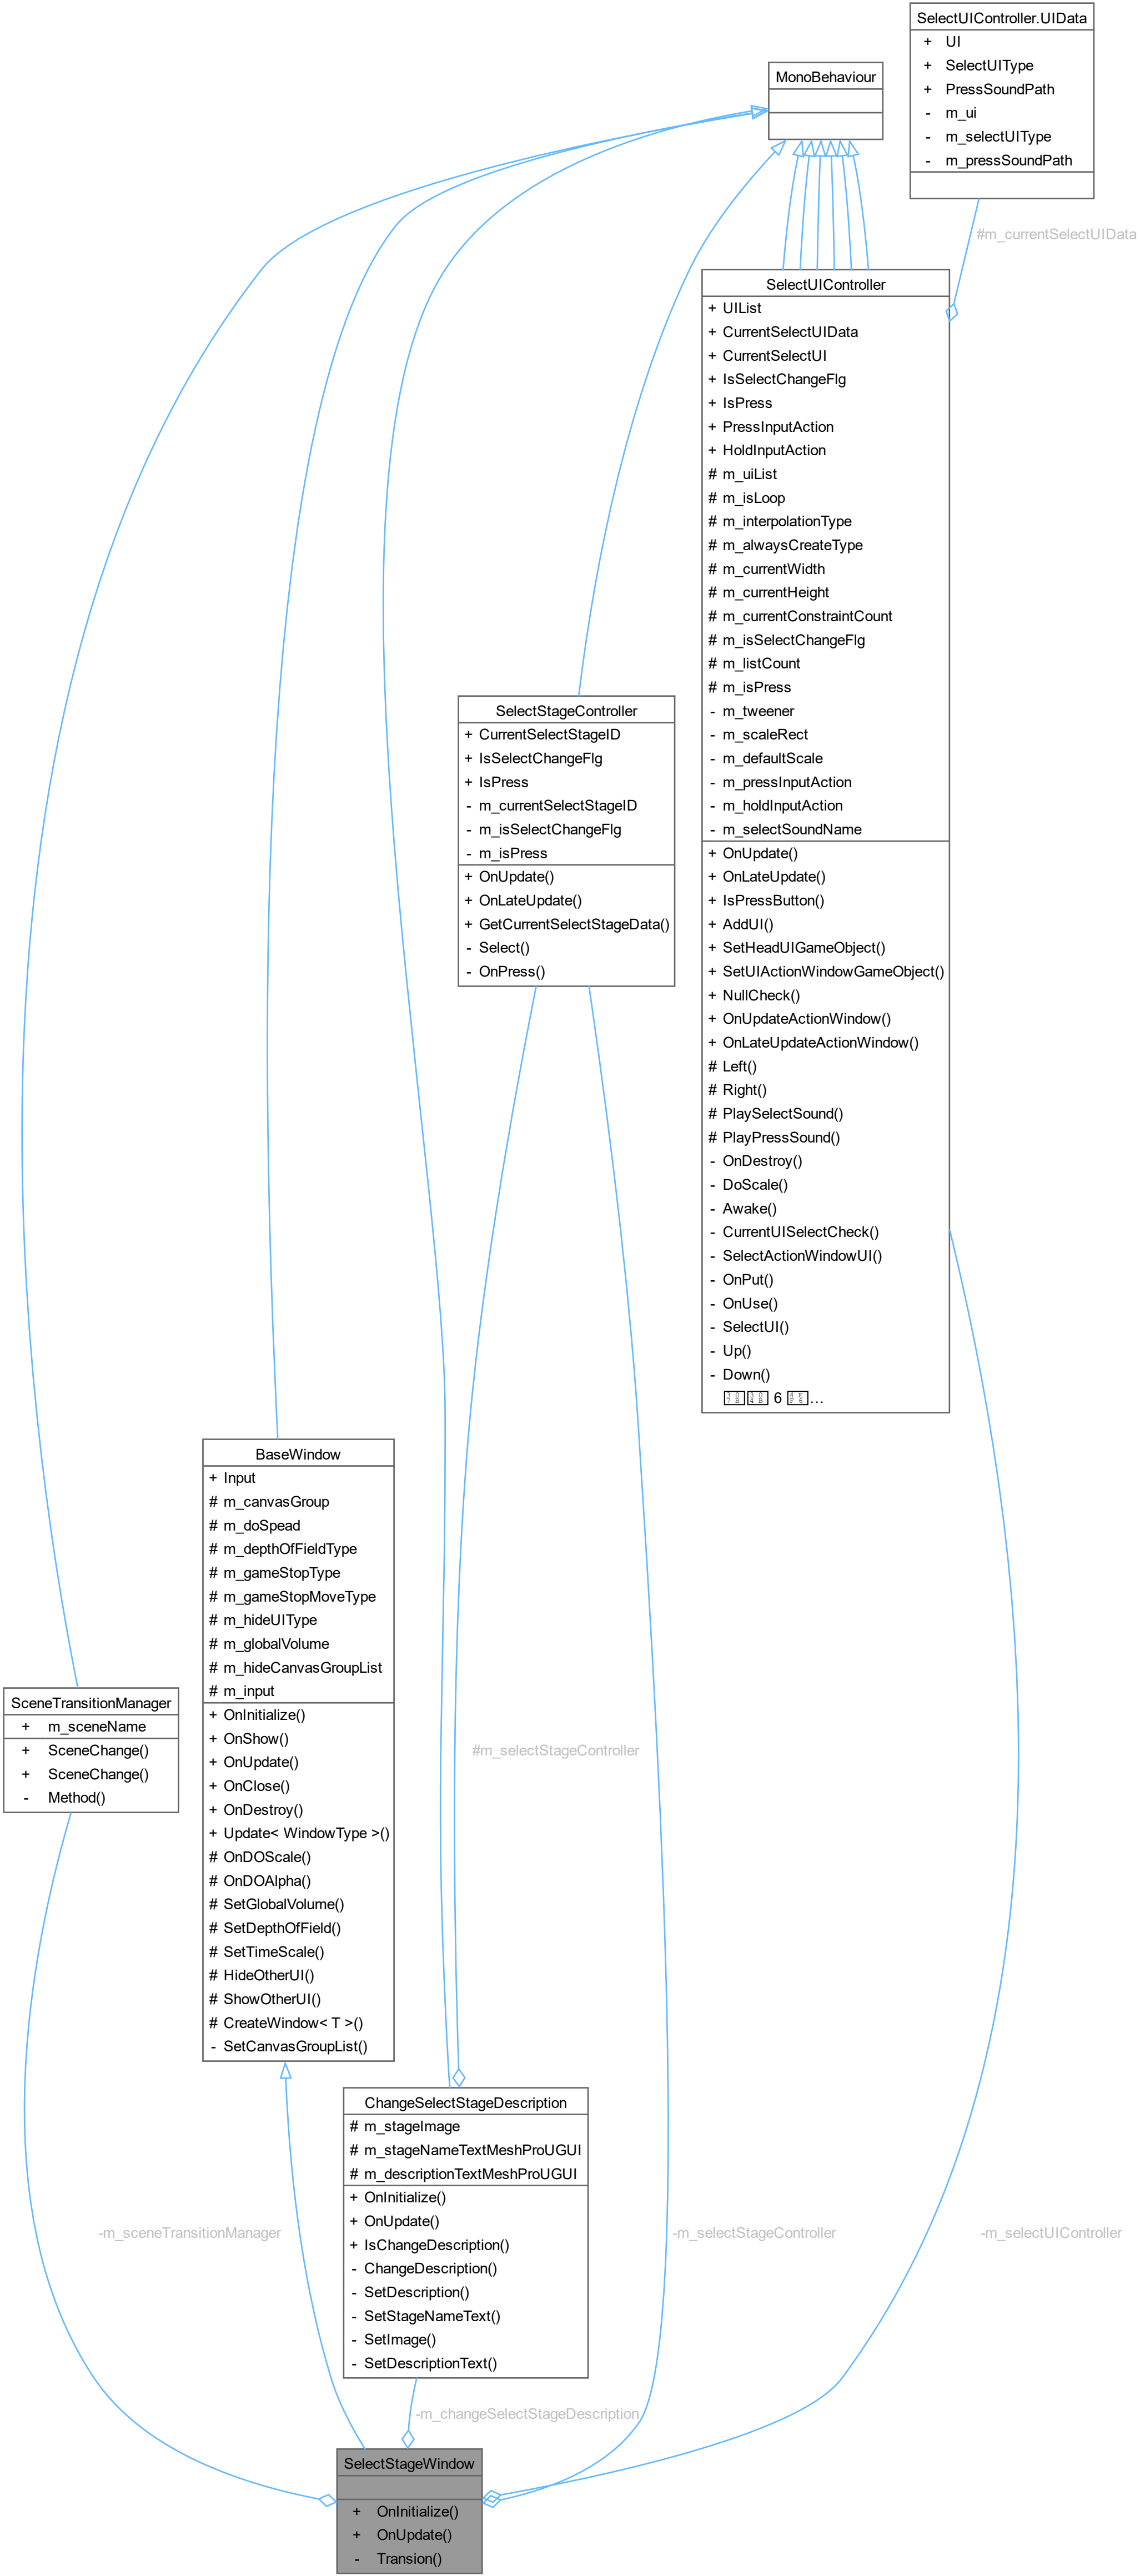 SelectUIController.UIData
+ UI
+ SelectUIType
+ PressSoundPath
- m_ui
- m_selectUIType
- m_pressSoundPath
MonoBehaviour
#m_currentSelectUIData
SelectUIController
+ UIList
+ CurrentSelectUIData
+ CurrentSelectUI
+ IsSelectChangeFlg
+ IsPress
+ PressInputAction
+ HoldInputAction
# m_uiList
# m_isLoop
# m_interpolationType
# m_alwaysCreateType
# m_currentWidth
# m_currentHeight
# m_currentConstraintCount
# m_isSelectChangeFlg
# m_listCount
# m_isPress
- m_tweener
- m_scaleRect
- m_defaultScale
- m_pressInputAction
- m_holdInputAction
- m_selectSoundName
+ OnUpdate()
+ OnLateUpdate()
+ IsPressButton()
+ AddUI()
+ SetHeadUIGameObject()
+ SetUIActionWindowGameObject()
+ NullCheck()
+ OnUpdateActionWindow()
+ OnLateUpdateActionWindow()
# Left()
# Right()
# PlaySelectSound()
# PlayPressSound()
- OnDestroy()
- DoScale()
- Awake()
- CurrentUISelectCheck()
- SelectActionWindowUI()
- OnPut()
- OnUse()
- SelectUI()
- Up()
- Down()
6 ...
SelectStageController
+ CurrentSelectStageID
+ IsSelectChangeFlg
+ IsPress
- m_currentSelectStageID
- m_isSelectChangeFlg
- m_isPress
+ OnUpdate()
+ OnLateUpdate()
+ GetCurrentSelectStageData()
- Select()
- OnPress()
BaseWindow
+ Input
# m_canvasGroup
# m_doSpead
# m_depthOfFieldType
# m_gameStopType
# m_gameStopMoveType
# m_hideUIType
# m_globalVolume
# m_hideCanvasGroupList
# m_input
+ OnInitialize()
+ OnShow()
+ OnUpdate()
+ OnClose()
+ OnDestroy()
+ Update< WindowType >()
# OnDOScale()
# OnDOAlpha()
# SetGlobalVolume()
# SetDepthOfField()
# SetTimeScale()
# HideOtherUI()
# ShowOtherUI()
# CreateWindow< T >()
- SetCanvasGroupList()
SceneTransitionManager
+ m_sceneName
+ SceneChange()
+ SceneChange()
- Method()
#m_selectStageController
ChangeSelectStageDescription
# m_stageImage
# m_stageNameTextMeshProUGUI
# m_descriptionTextMeshProUGUI
+ OnInitialize()
+ OnUpdate()
+ IsChangeDescription()
- ChangeDescription()
- SetDescription()
- SetStageNameText()
- SetImage()
- SetDescriptionText()
-m_sceneTransitionManager
-m_selectStageController
-m_selectUIController
-m_changeSelectStageDescription
SelectStageWindow
+ OnInitialize()
+ OnUpdate()
- Transion()